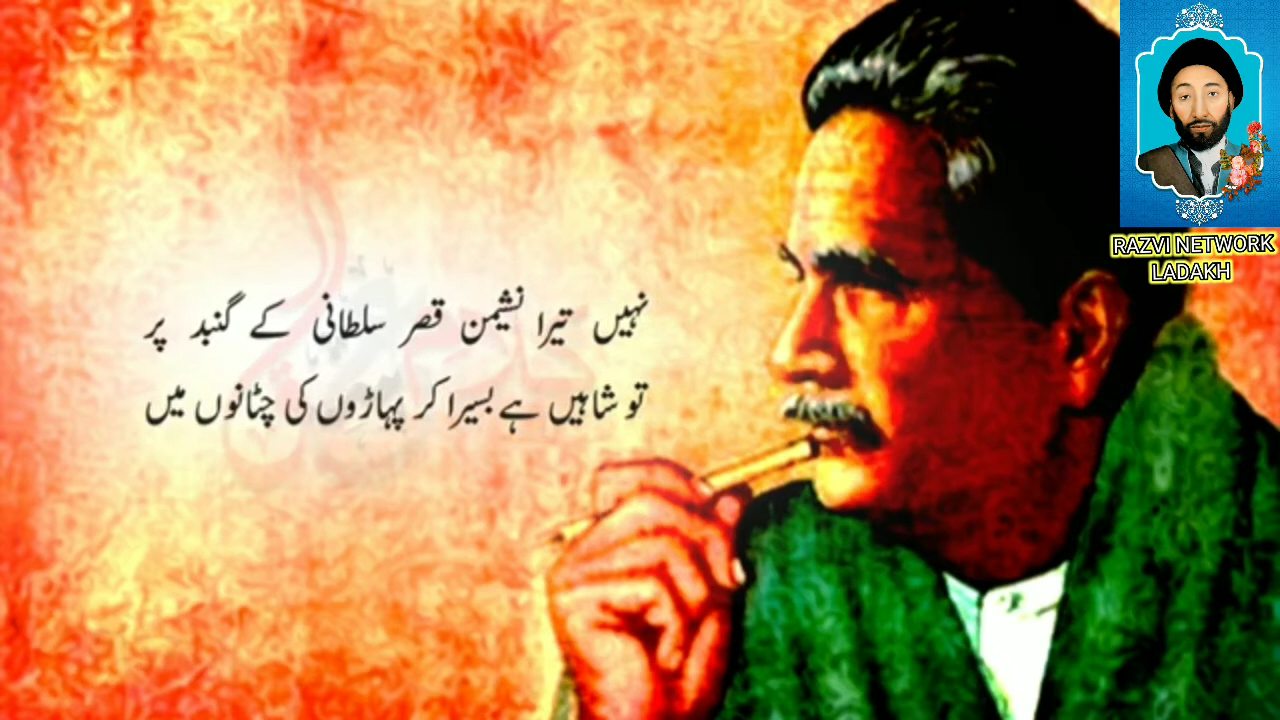 نہیں تیرا نشیمن قصر سلطانی کے گنبد پر
تو شاہیں ہے بسیرا کر پہاڑوں کی چٹانوں میں
RAZVI NETWORK
LADAKH